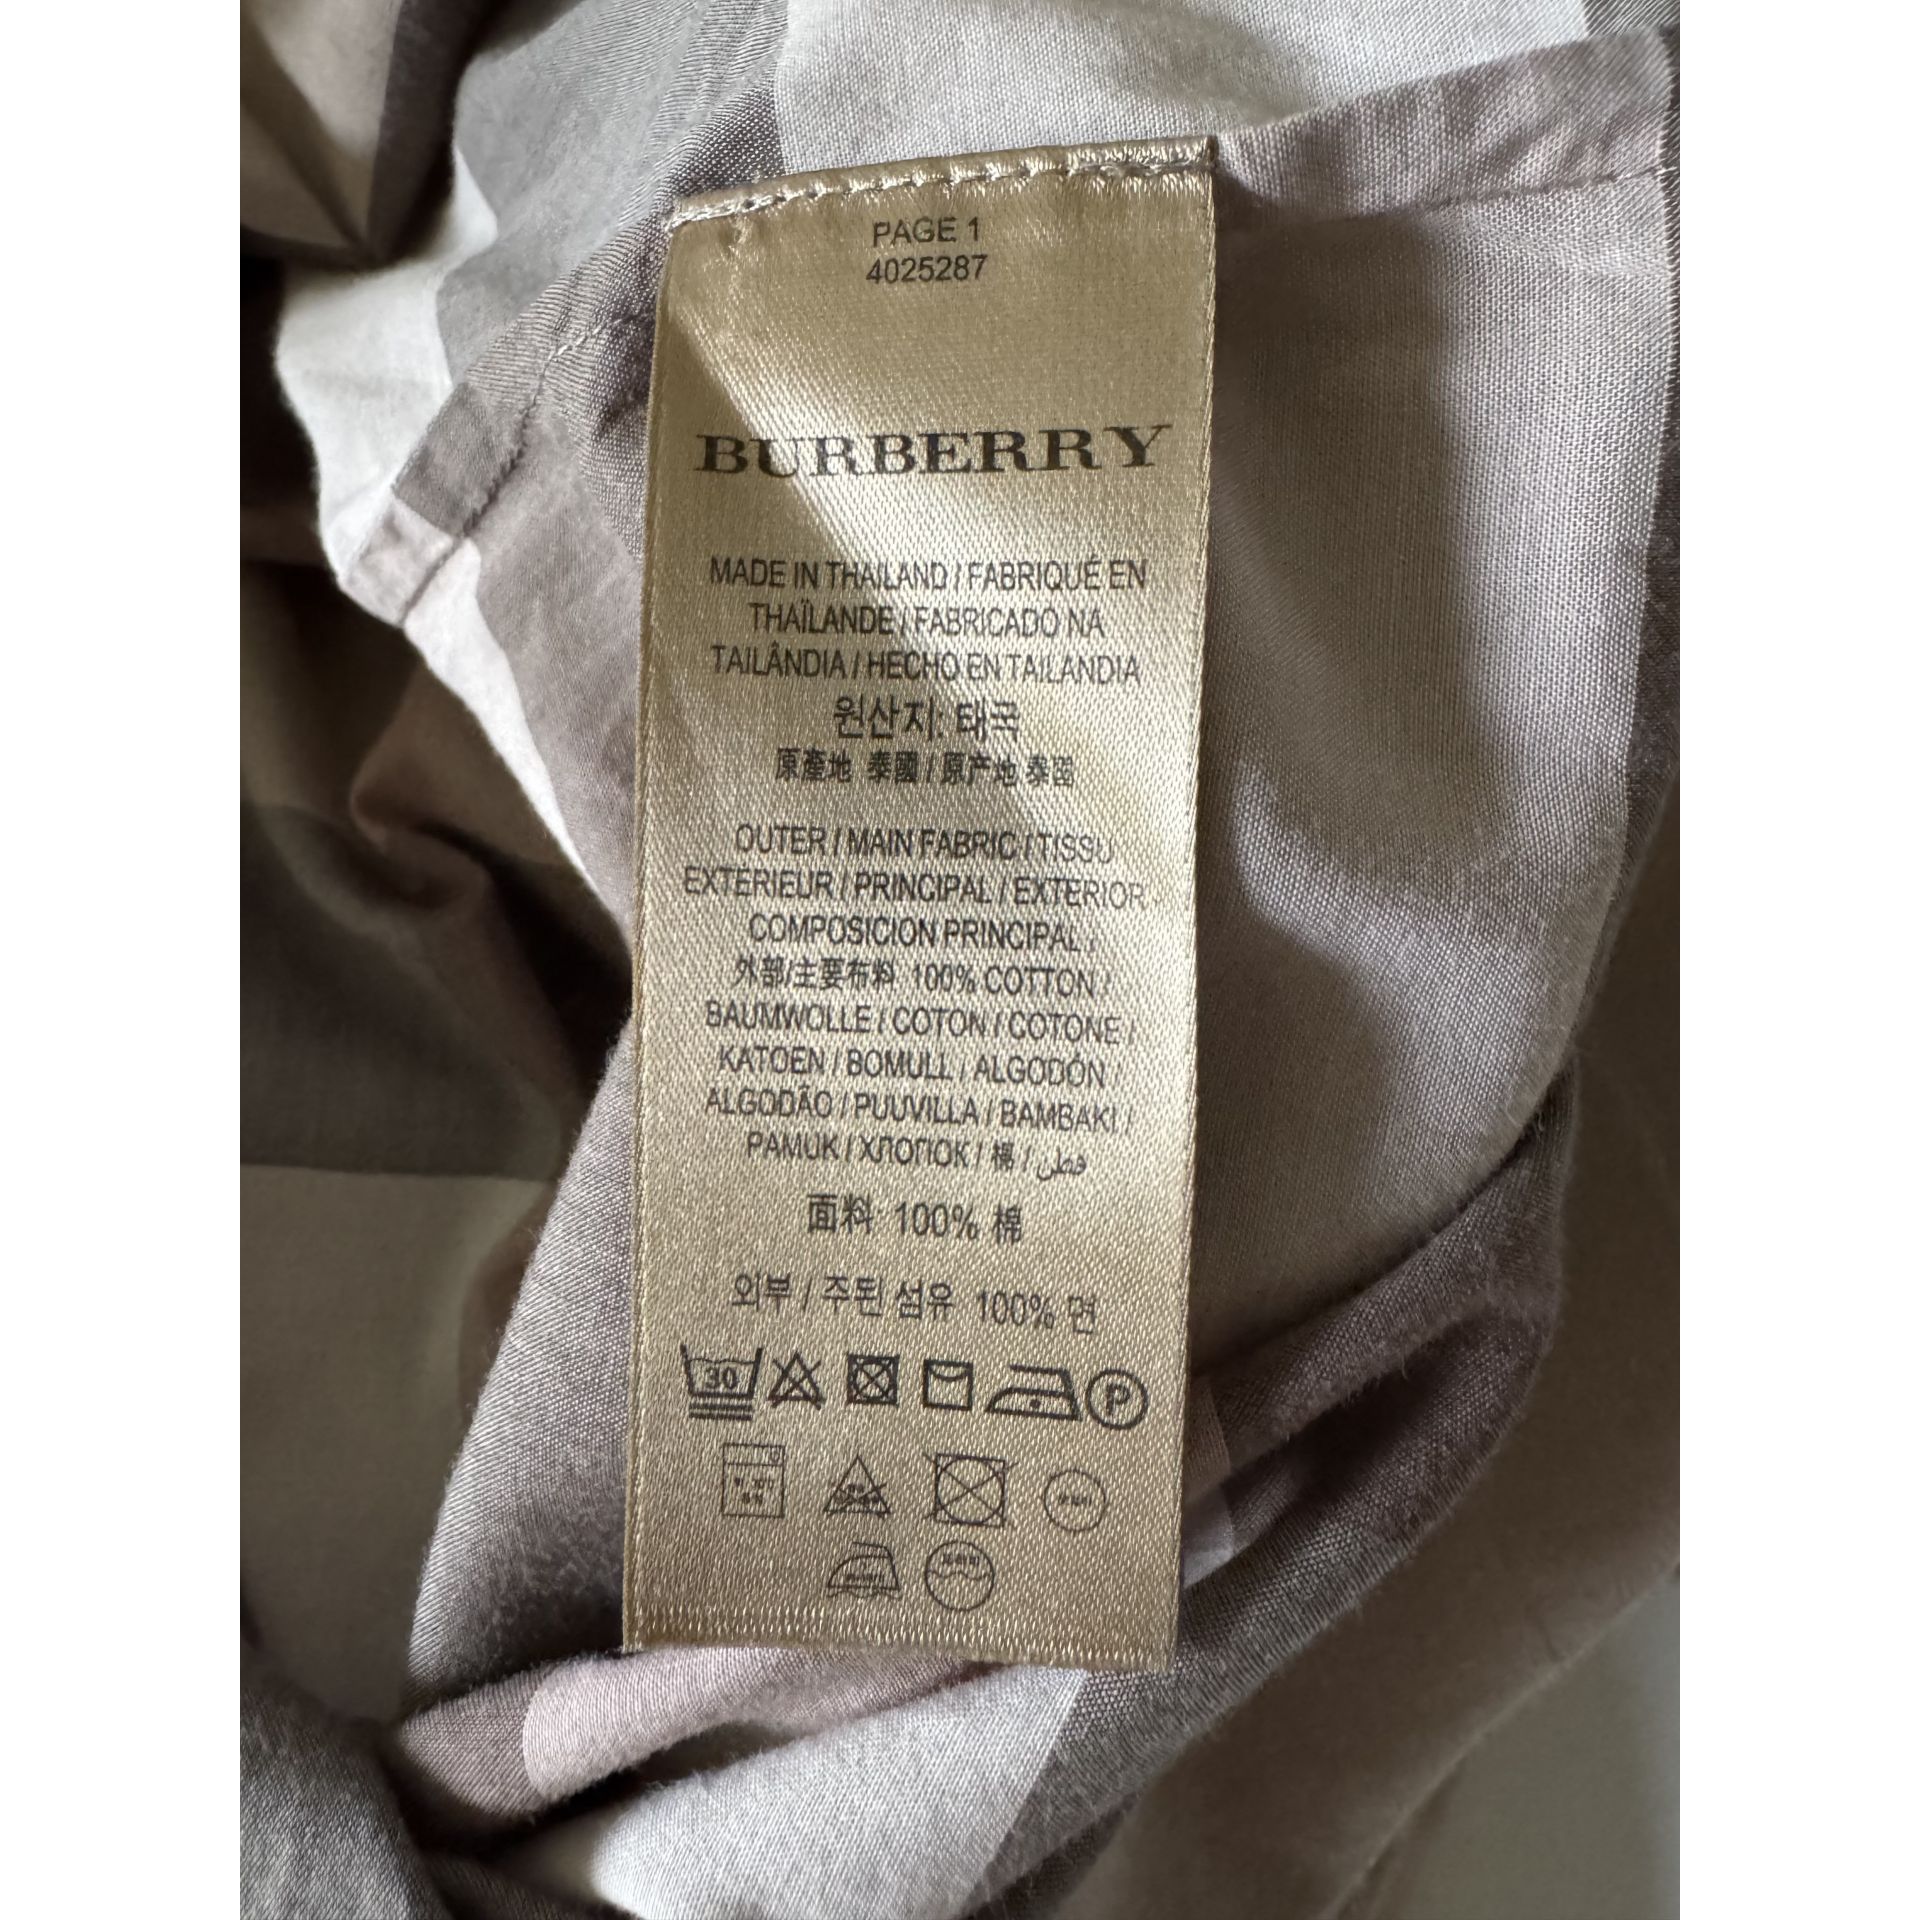 PAGE 1
4025287
BURBERRY
MADE IN THAILAND / FABRIQUÉ EN
THAÏLANDE / FABRICADO NA
TAILÂNDIA / HECHO EN TAILANDIA
원산지: 태국
原產地 泰國 / 原产地 泰国
OUTER / MAIN FABRIC / TISSU
EXTERIEUR / PRINCIPAL / EXTERIOR
COMPOSICION PRINCIPAL /
外部/主要布料 100% COTTON /
BAUMWOLLE / COTON / COTONE /
KATOEN / BOMULL / ALGODÓN /
ALGODÃO / PUUVILLA / BAMBAKI /
PAMUK / ХЛОПОК / 棉 / قطن
面料 100% 棉
외부 / 주된 섬유 100% 면
30 P